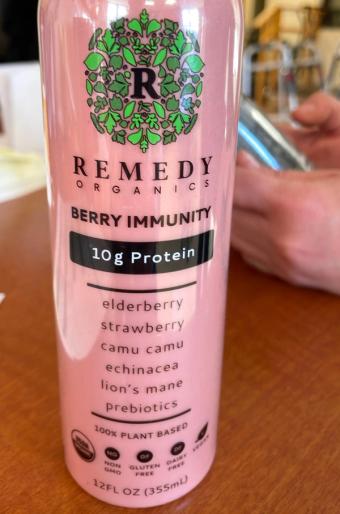 R
REMEDY
ORGANICS
BERRY IMMUNITY
10g Protein
elderberry
strawberry
camu camu
echinacea
lion's mane
prebiotics
100% PLANT BASED
NON GMO
GLUTEN FREE
DAIRY FREE
VEGAN
12FL OZ (355mL)